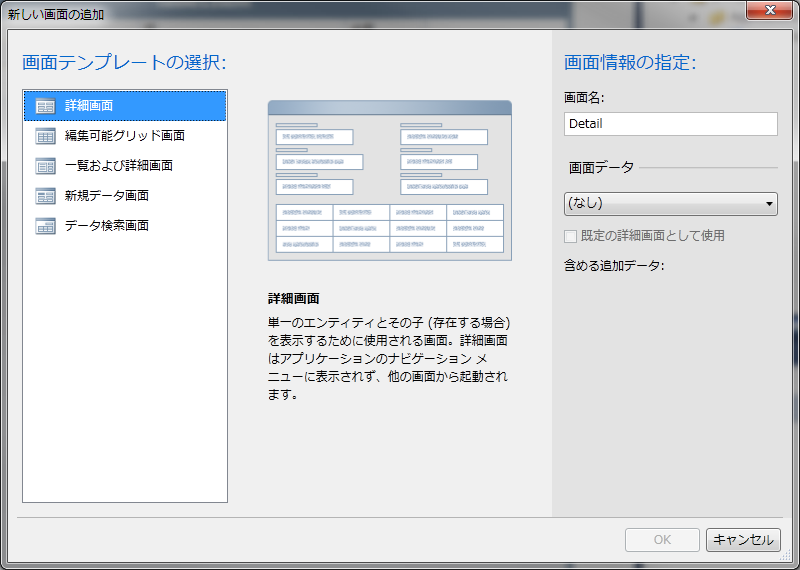 新しい画面の追加
画面テンプレートの選択:
詳細画面
編集可能グリッド画面
一覧および詳細画面
新規データ画面
データ検索画面
詳細画面
単一のエンティティとその子 (存在する場合)
を表示するために使用される画面。詳細画面
はアプリケーションのナビゲーション メ
ニューに表示されず、他の画面から起動され
ます。
画面情報の指定:
画面名:
Detail
画面データ
(なし)
既定の詳細画面として使用
含める追加データ:
OK
キャンセル